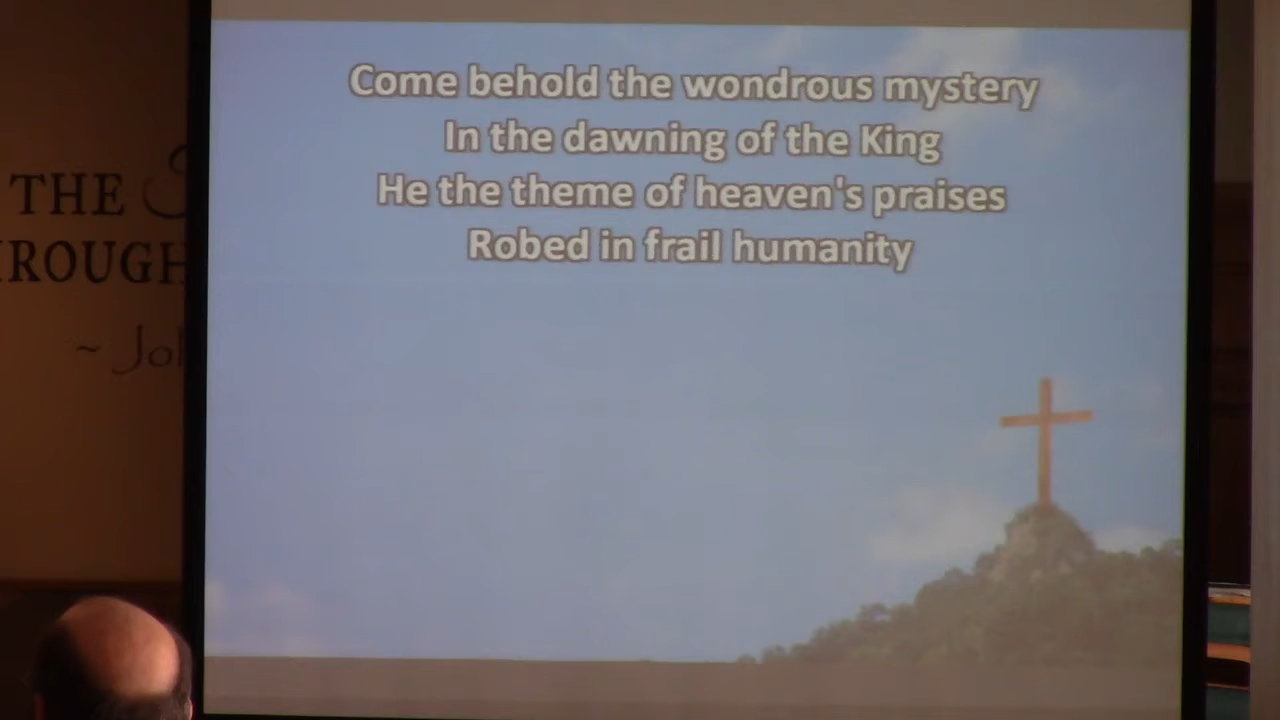 Come behold the wondrous mystery
In the dawning of the King
He the theme of heaven's praises
Robed in frail humanity
THE
~